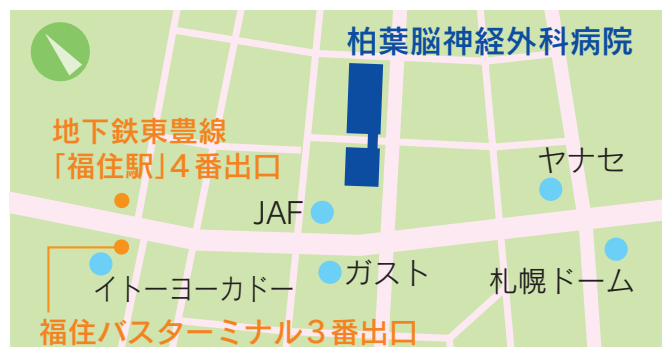 柏葉脳神経外科病院
地下鉄東豊線
「福住駅」4番出口
ヤナセ
JAF
ガスト
札幌ドーム
イトーヨーカドー
福住バスターミナル3番出口